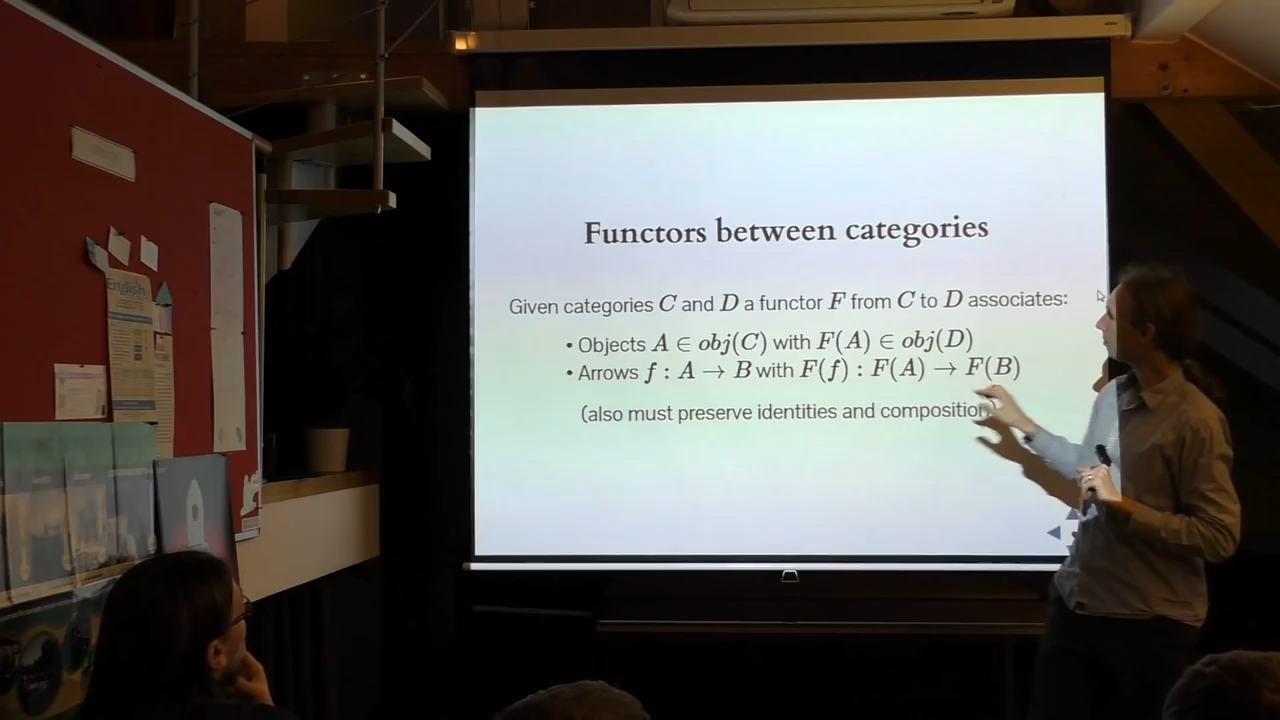 Functors between categories
Given categories C and D a functor F from C to D associates:
• Objects A ∈ obj(C) with F(A) ∈ obj(D)
• Arrows f : A → B with F(f) : F(A) → F(B)
(also must preserve identities and composition)
English